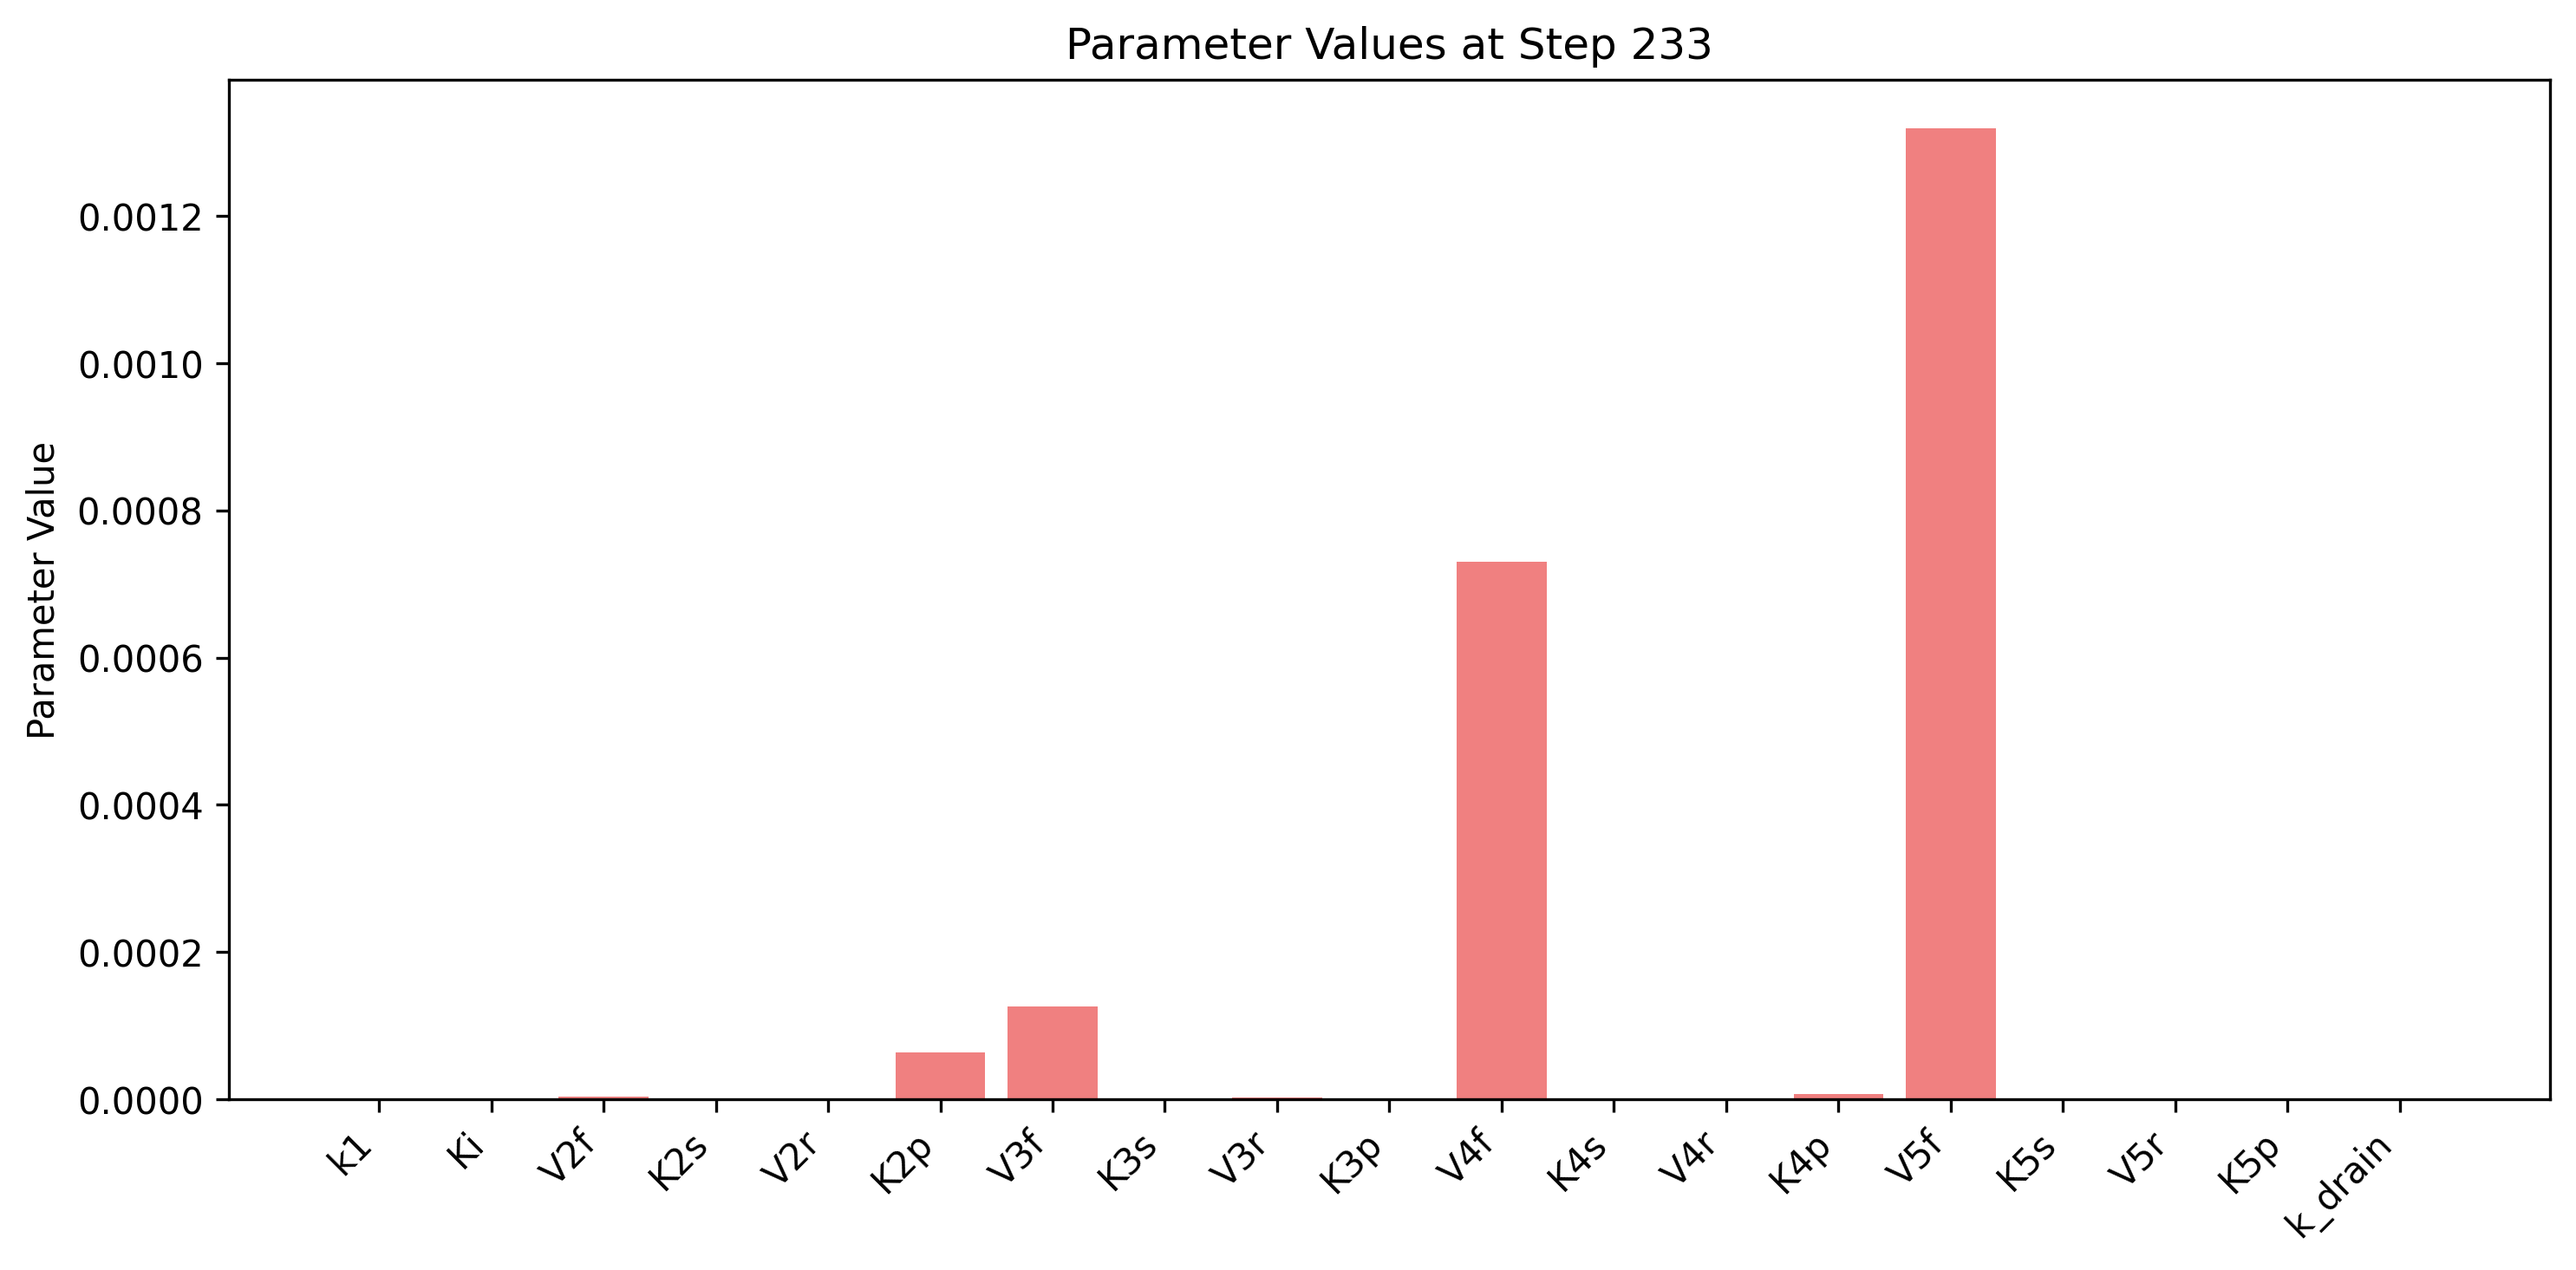 Parameter Values at Step 233
Parameter Value
0.0012
0.0010
0.0008
0.0006
0.0004
0.0002
0.0000
k1
Ki
V2f
K2s
V2r
K2p
V3f
K3s
V3r
K3p
V4f
K4s
V4r
K4p
V5f
K5s
V5r
K5p
k_drain